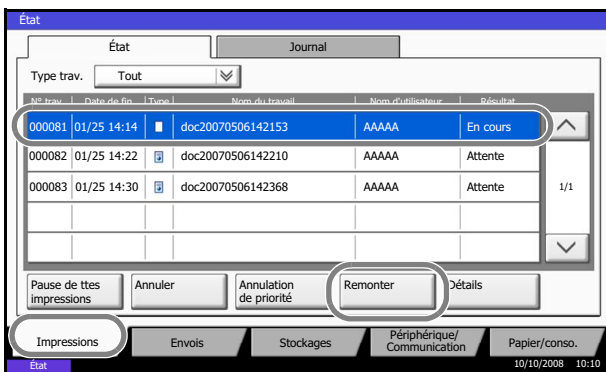 État
État Journal
Type trav. Tout
N° trav. Date de fin Type Nom du travail Nom d'utilisateur Résultat
000081 01/25 14:14 doc20070506142153 AAAAA En cours
000082 01/25 14:22 doc20070506142210 AAAAA Attente
000083 01/25 14:30 doc20070506142368 AAAAA Attente
1/1
Pause de ttes
impressions
Annuler
Annulation
de priorité
Remonter
Détails
Impressions
Envois
Stockages
Périphérique/
Communication
Papier/conso.
État 10/10/2008 10:10